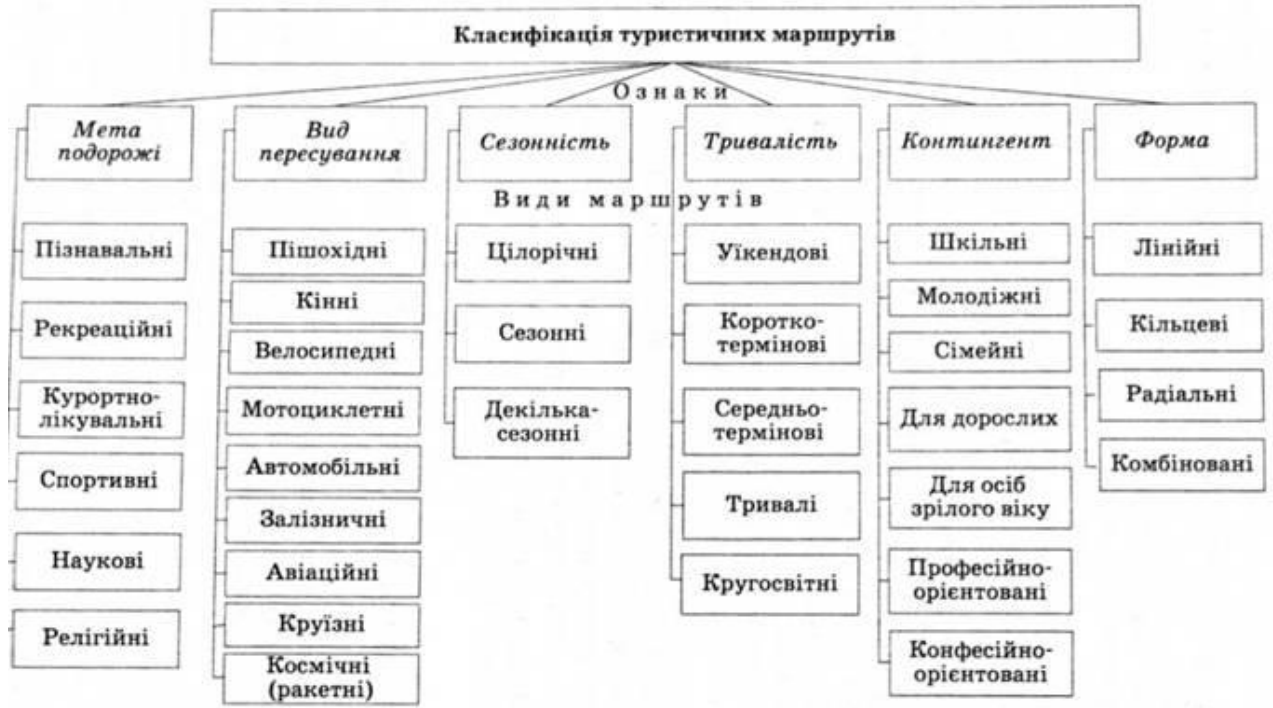 Класифікація туристичних маршрутів
Ознаки
Мета
подорожі
Вид
пересування
Сезонність
Тривалість
Контингент
Форма
Види маршрутів
Пізнавальні
Рекреаційні
Курортно-
лікувальні
Спортивні
Наукові
Релігійні
Пішохідні
Кінні
Велосипедні
Мотоциклетні
Автомобільні
Залізничні
Авіаційні
Круїзні
Космічні
(ракетні)
Цілорічні
Сезонні
Декілька-
сезонні
Уїкендові
Коротко-
термінові
Середньо-
термінові
Тривалі
Кругосвітні
Шкільні
Молодіжні
Сімейні
Для дорослих
Для осіб
зрілого віку
Професійно-
орієнтовані
Конфесійно-
орієнтовані
Лінійні
Кільцеві
Радіальні
Комбіновані